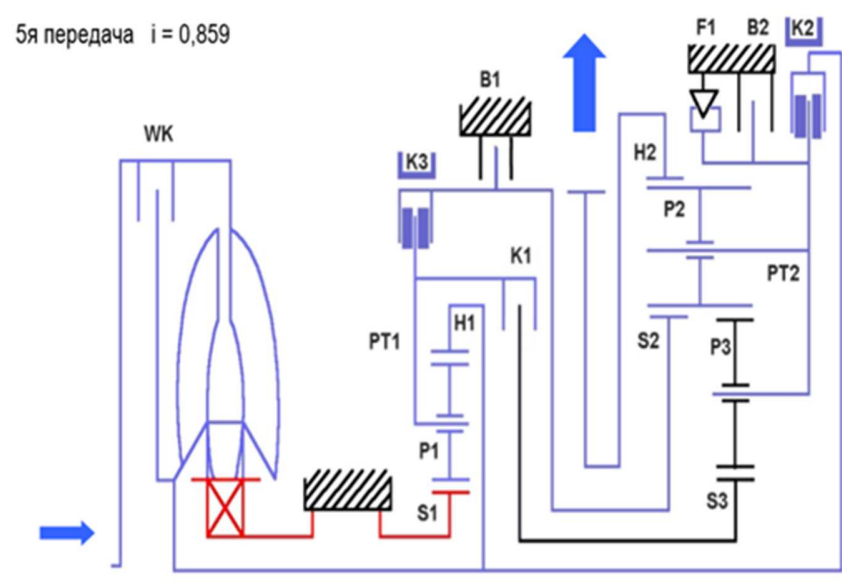 5я передача i = 0,859
F1 B2 K2
B1
WK
K3
H2
P2
K1
PT2
H1
PT1
S2
P3
P1
S1
S3